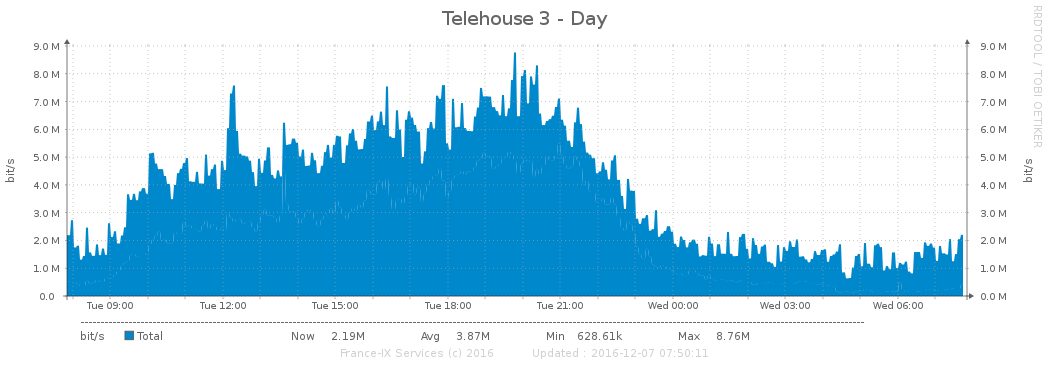 Telehouse 3 - Day
RRDTOOL / TOBI OETIKER
bit/s
9.0 M
8.0 M
7.0 M
6.0 M
5.0 M
4.0 M
3.0 M
2.0 M
1.0 M
0.0
9.0 M
8.0 M
7.0 M
6.0 M
5.0 M
4.0 M
3.0 M
2.0 M
1.0 M
0.0 M
bit/s
Tue 09:00 Tue 12:00 Tue 15:00 Tue 18:00 Tue 21:00 Wed 00:00 Wed 03:00 Wed 06:00
bit/s Total Now 2.19M Avg 3.87M Min 628.61k Max 8.76M
France-IX Services (c) 2016 Updated : 2016-12-07 07:50:11